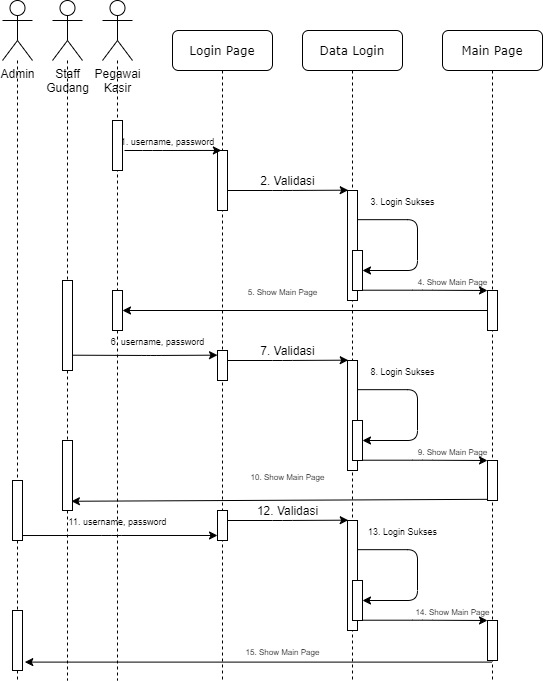 Admin
Staff
Gudang
Pegawai
Kasir
Login Page
Data Login
Main Page
1. username, password
2. Validasi
3. Login Sukses
4. Show Main Page
5. Show Main Page
6. username, password
7. Validasi
8. Login Sukses
9. Show Main Page
10. Show Main Page
11. username, password
12. Validasi
13. Login Sukses
14. Show Main Page
15. Show Main Page